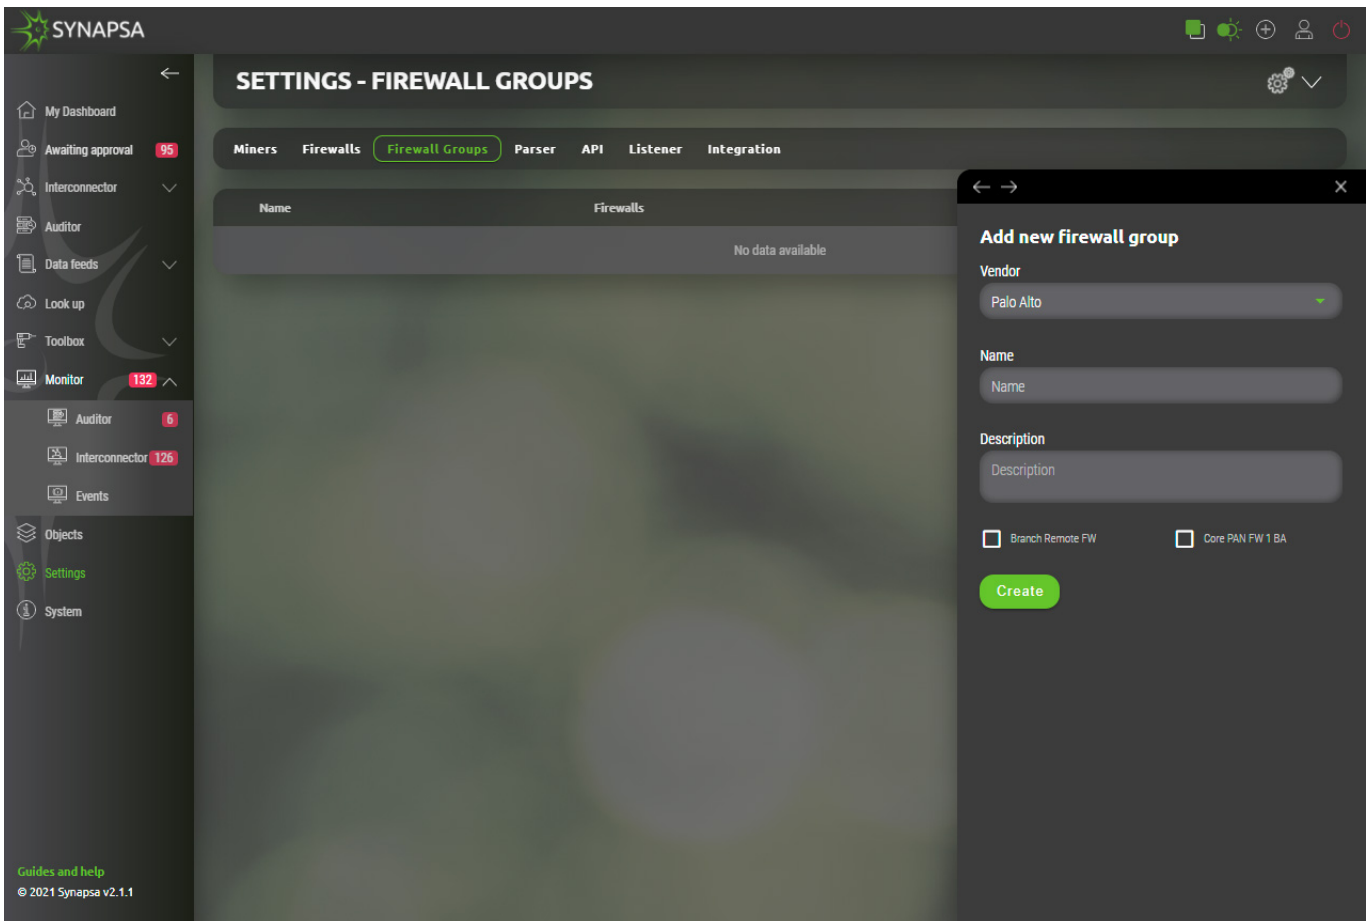 SYNAPSA
SETTINGS - FIREWALL GROUPS
My Dashboard
Awaiting approval 95
Interconnector
Auditor
Data feeds
Look up
Toolbox
Monitor 132
Auditor 6
Interconnector 126
Events
Objects
Settings
System
Guides and help
© 2021 Synapsa v2.1.1
Miners Firewalls Firewall Groups Parser API Listener Integration
Name Firewalls
No data available
Add new firewall group
Vendor
Palo Alto
Name
Name
Description
Description
Branch Remote FW Core PAN FW 1 BA
Create